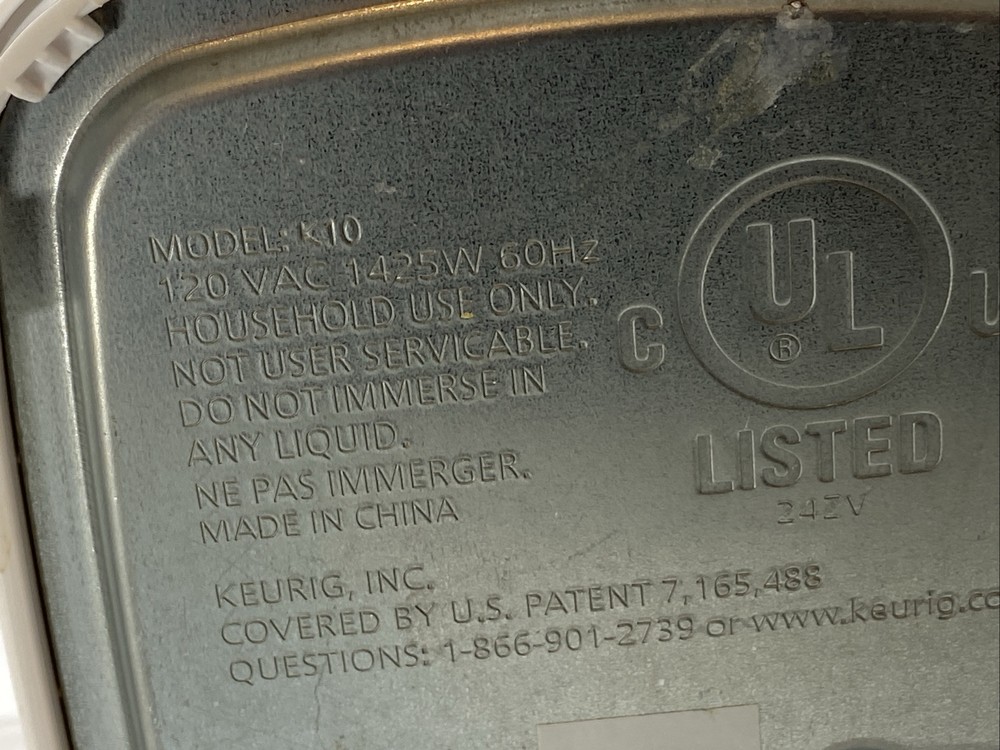 MODEL: K10
120 VAC 1425W 60Hz
HOUSEHOLD USE ONLY.
NOT USER SERVICABLE.
DO NOT IMMERSE IN
ANY LIQUID.
NE PAS IMMERGER.
MADE IN CHINA
C UL ® U
LISTED
24ZV
KEURIG, INC.
COVERED BY U.S. PATENT 7,165,488
QUESTIONS: 1-866-901-2739 or www.keurig.co